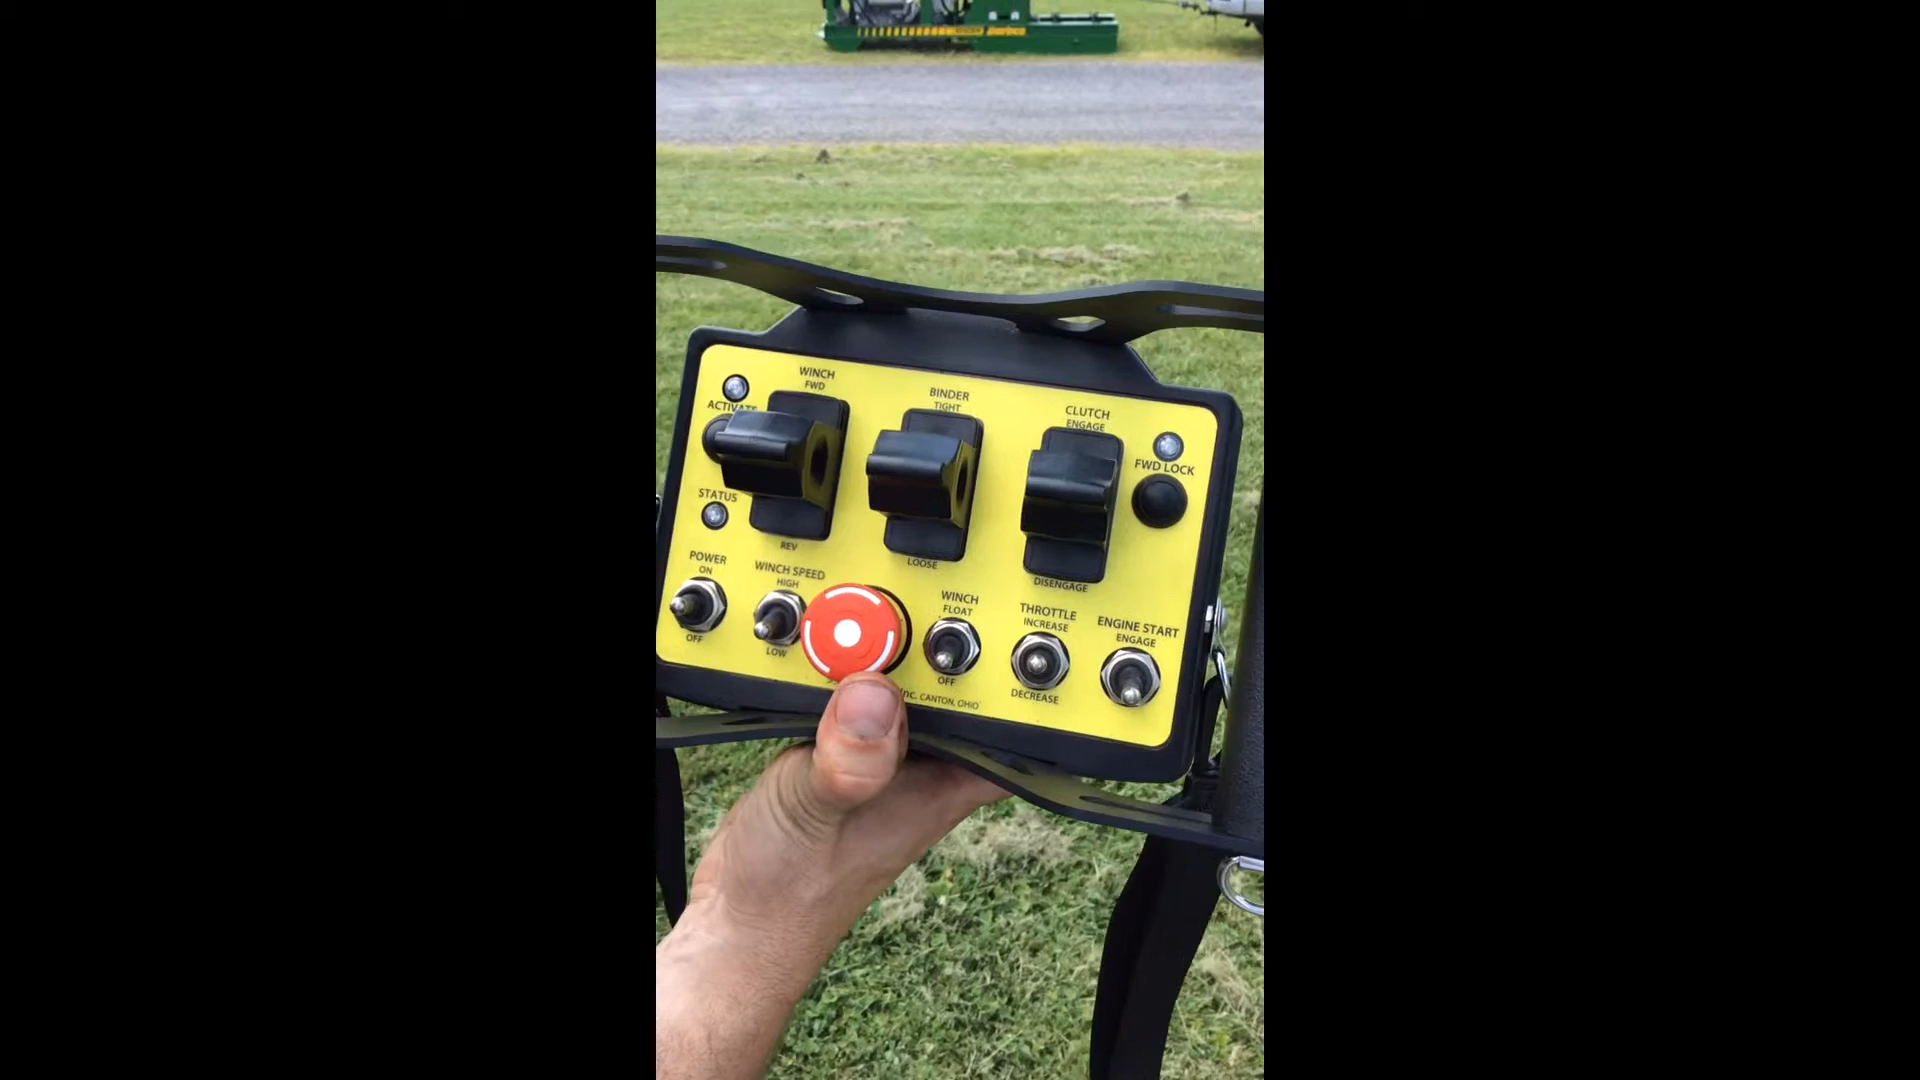 WINCH
FWD
ACTIVATE
BINDER
TIGHT
CLUTCH
ENGAGE
FWD LOCK
STATUS
REV
LOOSE
DISENGAGE
POWER
ON
OFF
WINCH SPEED
HIGH
LOW
WINCH
FLOAT
OFF
THROTTLE
INCREASE
DECREASE
ENGINE START
ENGAGE
Inc. CANTON, OHIO